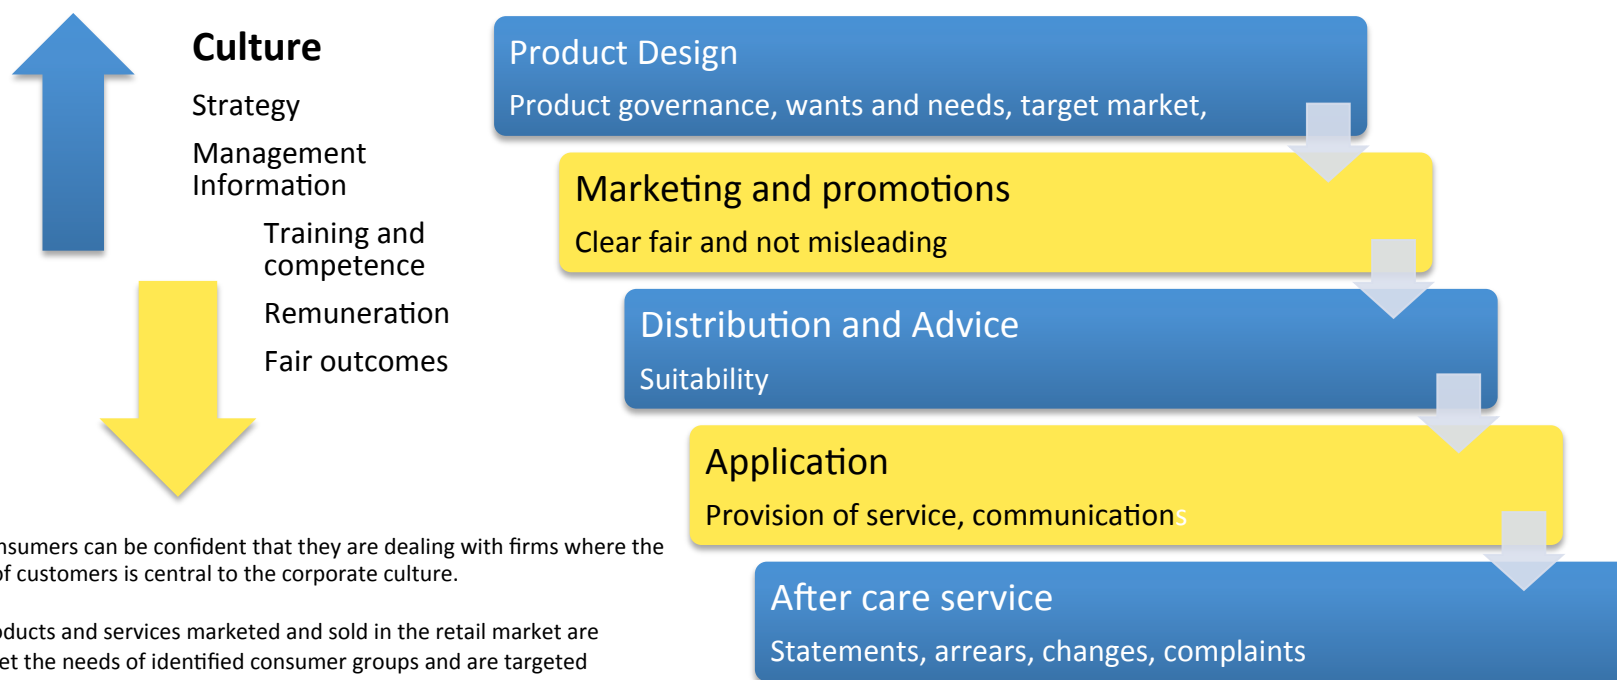 Culture
Strategy
Management
Information
Training and
competence
Remuneration
Fair outcomes
Product Design
Product governance, wants and needs, target market,
Marketing and promotions
Clear fair and not misleading
Distribution and Advice
Suitability
Application
Provision of service, communications
After care service
Statements, arrears, changes, complaints
nsumers can be confident that they are dealing with firms where the
of customers is central to the corporate culture.
oducts and services marketed and sold in the retail market are
et the needs of identified consumer groups and are targeted